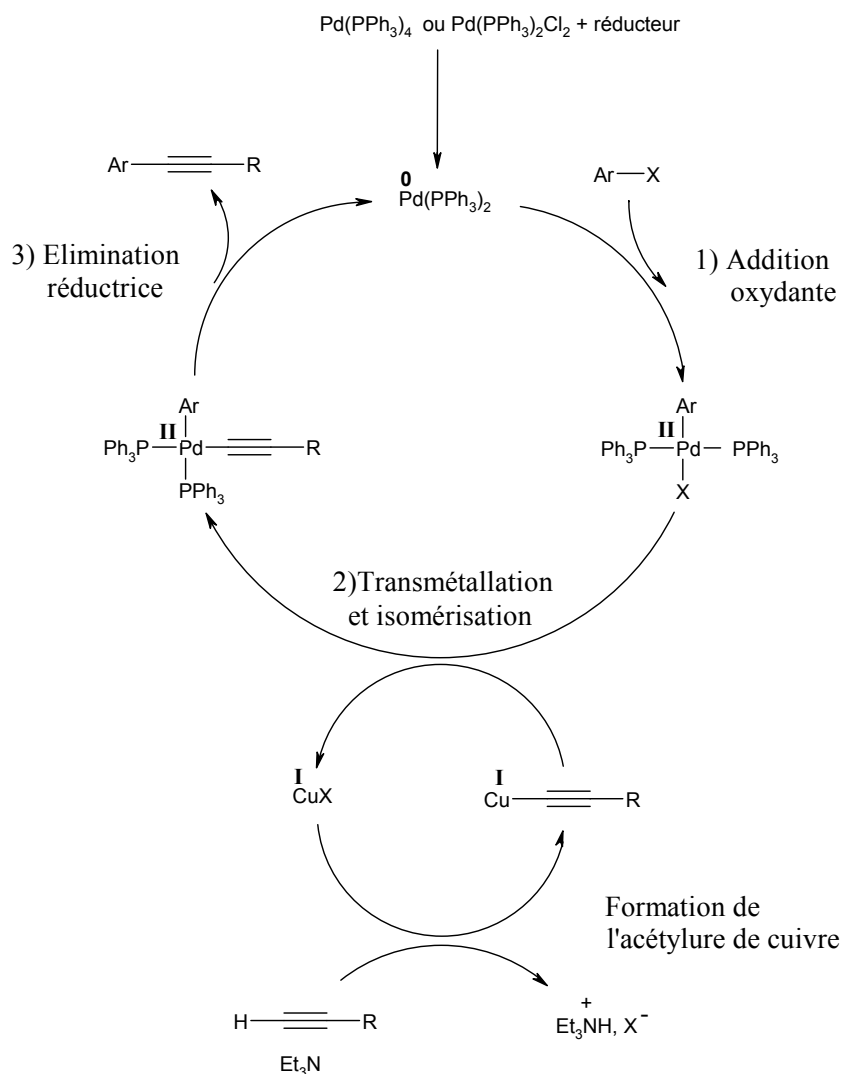 Pd(PPh3)4 ou Pd(PPh3)2Cl2 + réducteur
Ar
R
0
Pd(PPh3)2
Ar
X
3) Elimination
réductrice
1) Addition
oxydante
Ar
II
Ph3P
Pd
R
PPh3
Ar
II
Ph3P
Pd
PPh3
X
2)Transmétallation
et isomérisation
I
CuX
I
Cu
R
Formation de
l'acétylure de cuivre
H
R
Et3N
+
Et3NH, X-